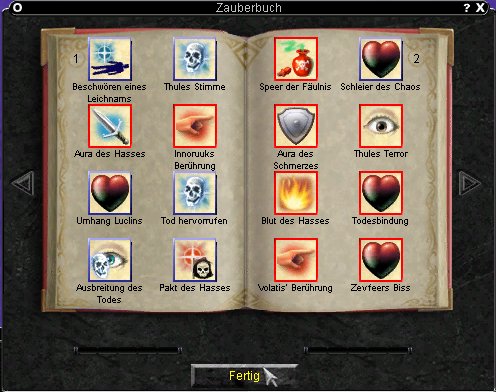 O
Zauberbuch
? X
1
2
Beschwören eines
Leichnams
Thules Stimme
Speer der Fäulnis
Schleier des Chaos
Aura des Hasses
Innoruuks
Berührung
Aura des
Schmerzes
Thules Terror
Umhang Luclins
Tod hervorrufen
Blut des Hasses
Todesbindung
Ausbreitung des
Todes
Pakt des Hasses
Volatis' Berührung
Zevfeers Biss
Fertig